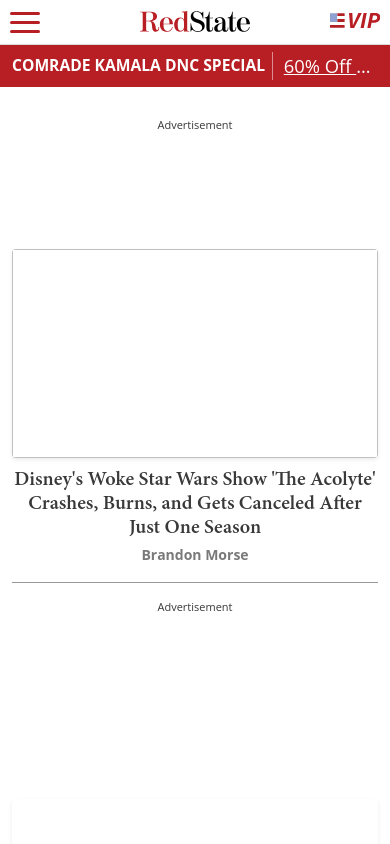 RedState
VIP
COMRADE KAMALA DNC SPECIAL
60% Off ...
Advertisement
Disney's Woke Star Wars Show 'The Acolyte'
Crashes, Burns, and Gets Canceled After
Just One Season
Brandon Morse
Advertisement